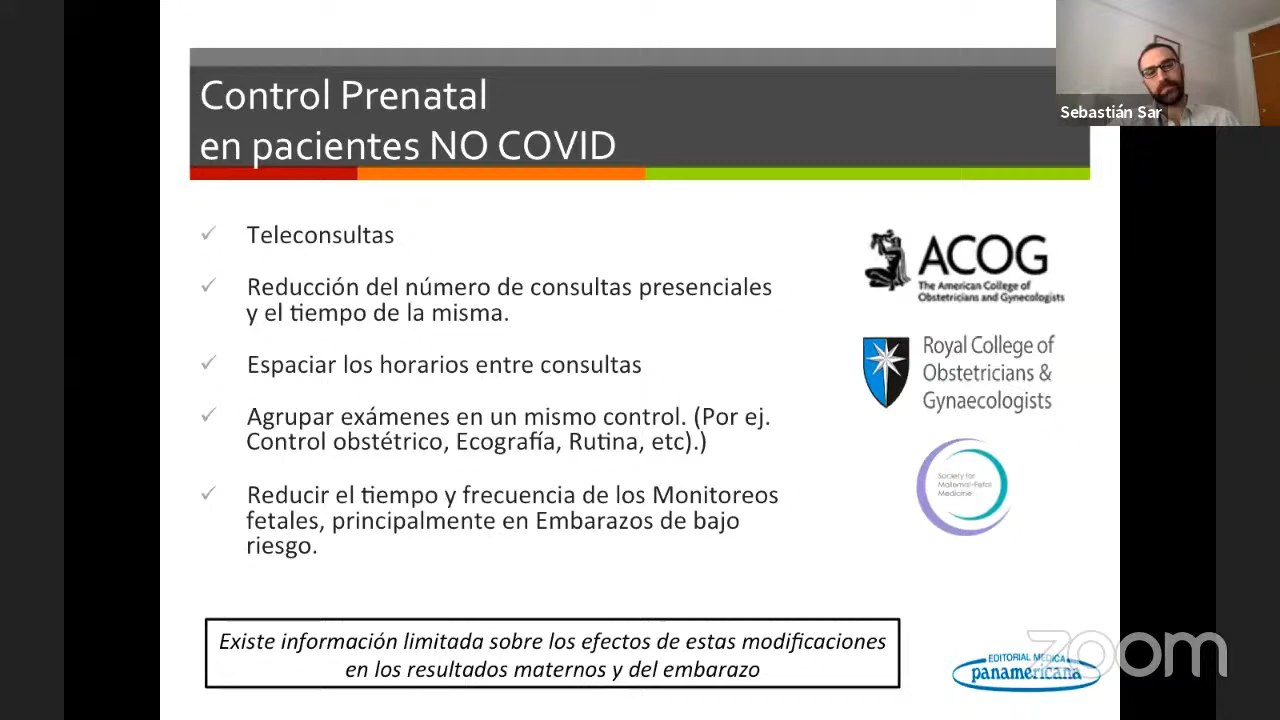 Control Prenatal
en pacientes NO COVID
Sebastián Sar
Teleconsultas
Reducción del número de consultas presenciales
y el tiempo de la misma.
Espaciar los horarios entre consultas
Agrupar exámenes en un mismo control. (Por ej.
Control obstétrico, Ecografía, Rutina, etc).)
Reducir el tiempo y frecuencia de los Monitoreos
fetales, principalmente en Embarazos de bajo
riesgo.
ACOG
The American College of
Obstetricians and Gynecologists
Royal College of
Obstetricians &
Gynaecologists
Society for
Maternal-Fetal
Medicine
Existe información limitada sobre los efectos de estas modificaciones
en los resultados maternos y del embarazo
EDITORIAL MEDICA
panamericana
zoom